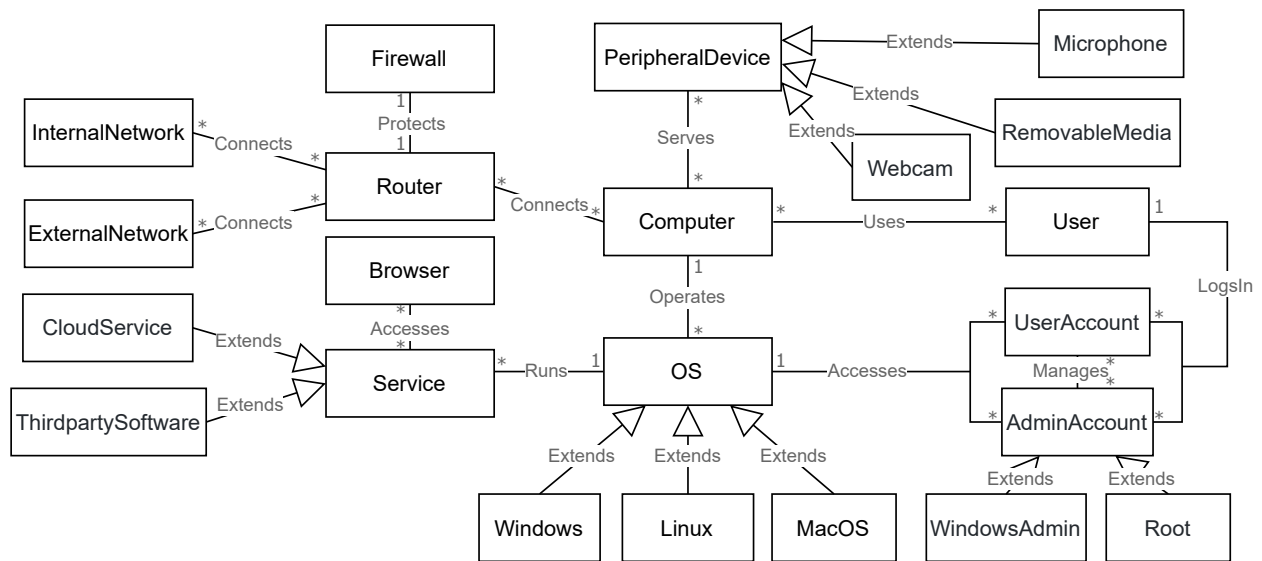 Firewall
PeripheralDevice
Extends
Microphone
1
*
Extends
InternalNetwork
*
Protects
RemovableMedia
Connects
Serves
Extends
*
1
Webcam
Router
*
*
ExternalNetwork
*
*
Connects
Connects
*
Computer
*
Uses
*
User
1
Browser
1
LogsIn
Operates
*
CloudService
Accesses
*
*
UserAccount
*
Extends
*
*
Service
*
Runs
1
OS
1
Accesses
Manages
*
*
ThirdpartySoftware
Extends
*
AdminAccount
*
Extends
Extends
Extends
Extends
Extends
Windows
Linux
MacOS
WindowsAdmin
Root